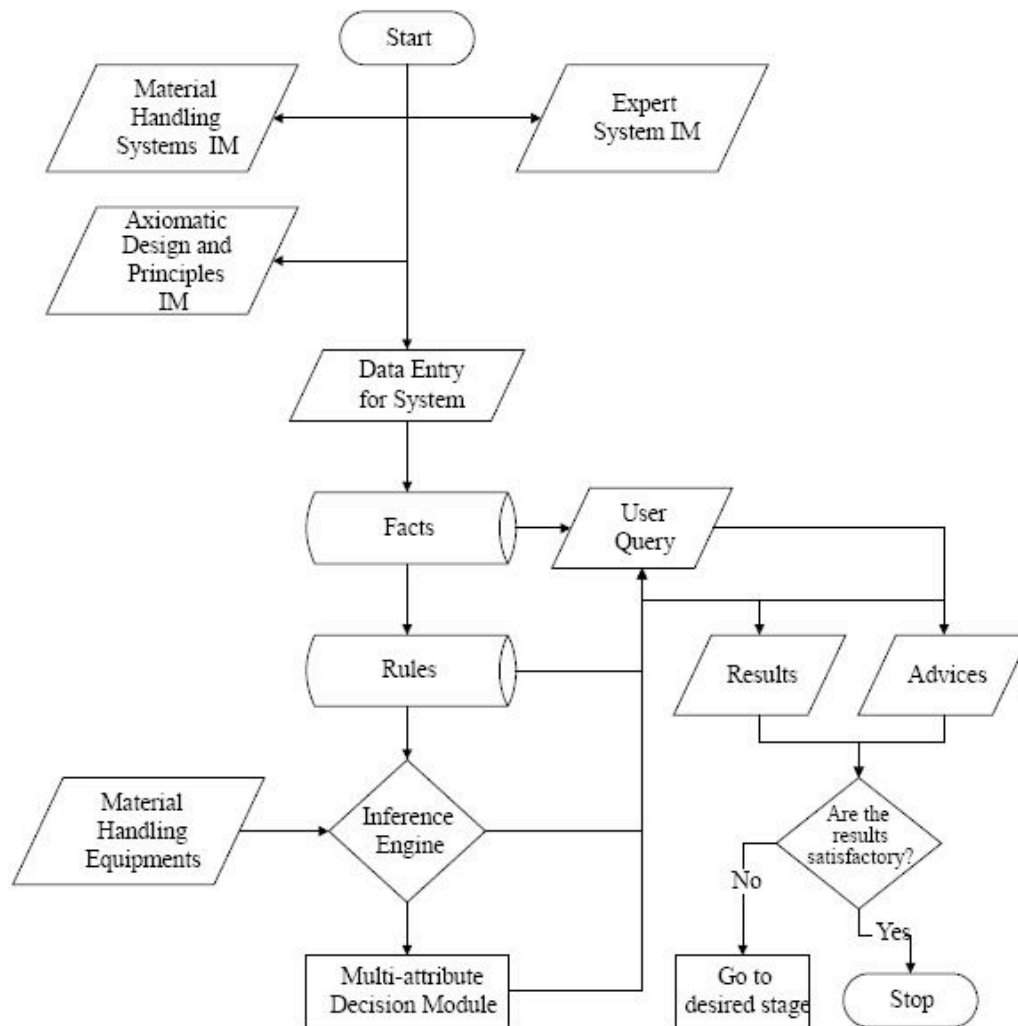 Start
Material
Handling
Systems IM
Expert
System IM
Axiomatic
Design and
Principles
IM
Data Entry
for System
Facts
User
Query
Rules
Results
Advices
Material
Handling
Equipments
Inference
Engine
Are the
results
satisfactory?
No
Yes
Multi-attribute
Decision Module
Go to
desired stage
Stop